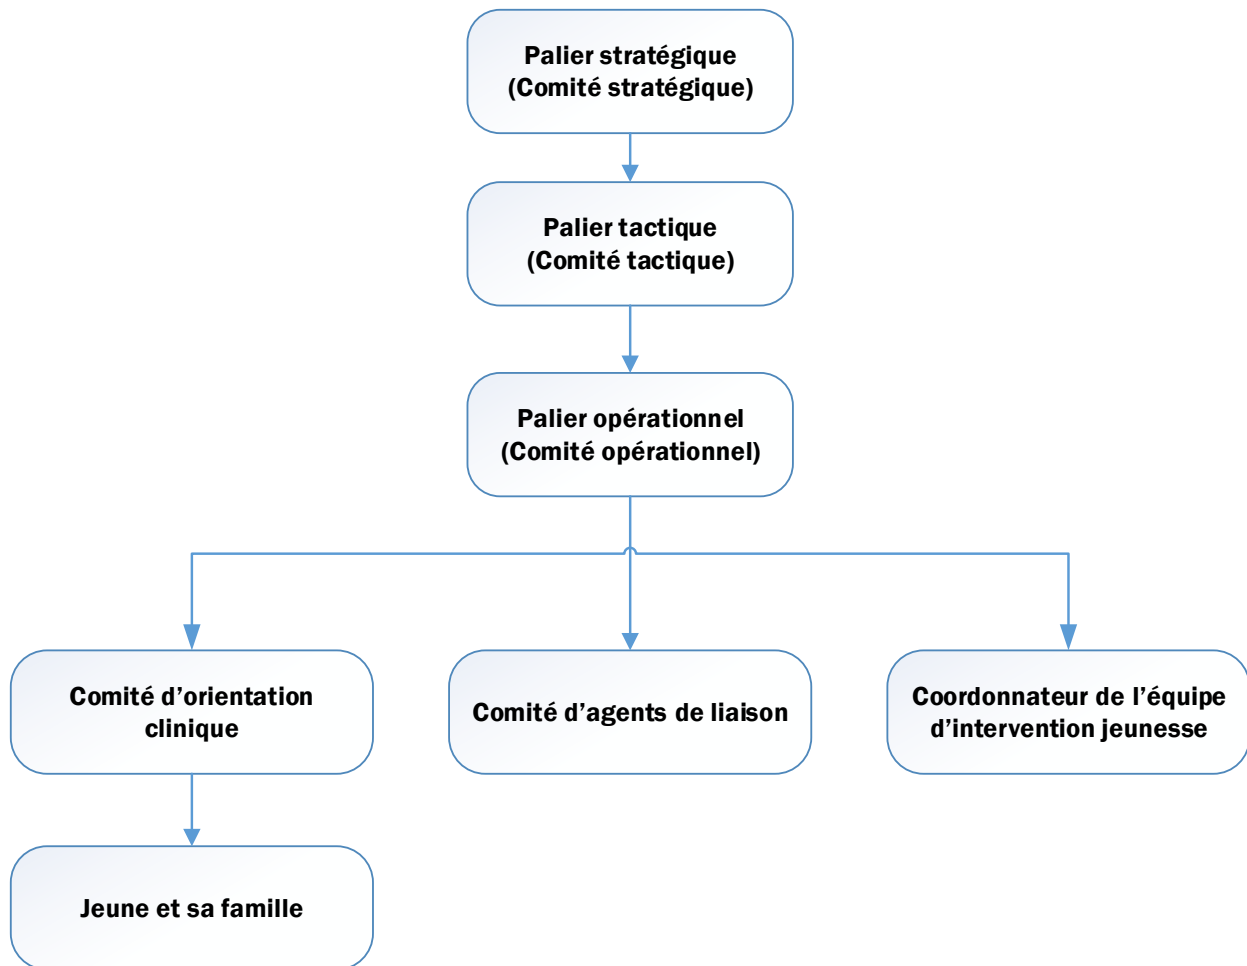 Palier stratégique
(Comité stratégique)
Palier tactique
(Comité tactique)
Palier opérationnel
(Comité opérationnel)
Comité d’orientation
clinique
Comité d’agents de liaison
Coordonnateur de l’équipe
d’intervention jeunesse
Jeune et sa famille